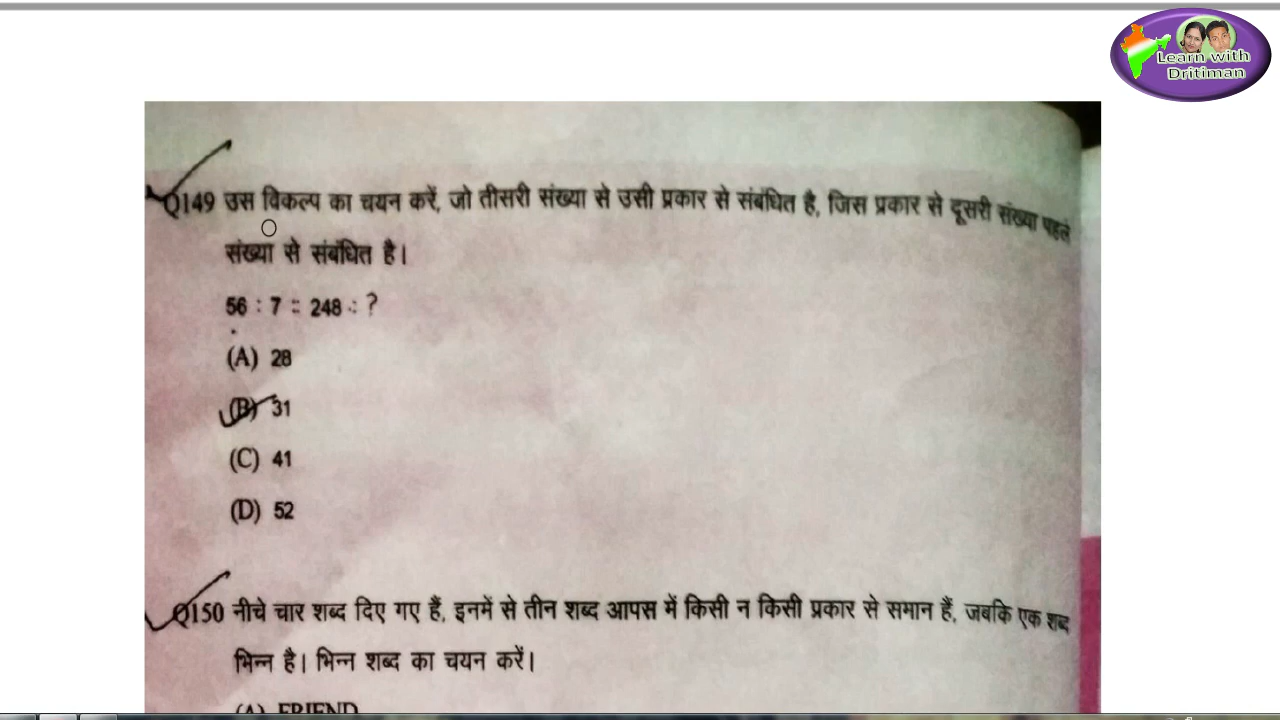 Learn with
Dritiman
Q149 उस विकल्प का चयन करें, जो तीसरी संख्या से उसी प्रकार से संबंधित है, जिस प्रकार से दूसरी संख्या पहले
संख्या से संबंधित है।
56 : 7 :: 248 : ?
(A) 28
(B) 31
(C) 41
(D) 52
Q150 नीचे चार शब्द दिए गए हैं, इनमें से तीन शब्द आपस में किसी न किसी प्रकार से समान हैं, जबकि एक शब्द
भिन्न है। भिन्न शब्द का चयन करें।
(A) FRIEND